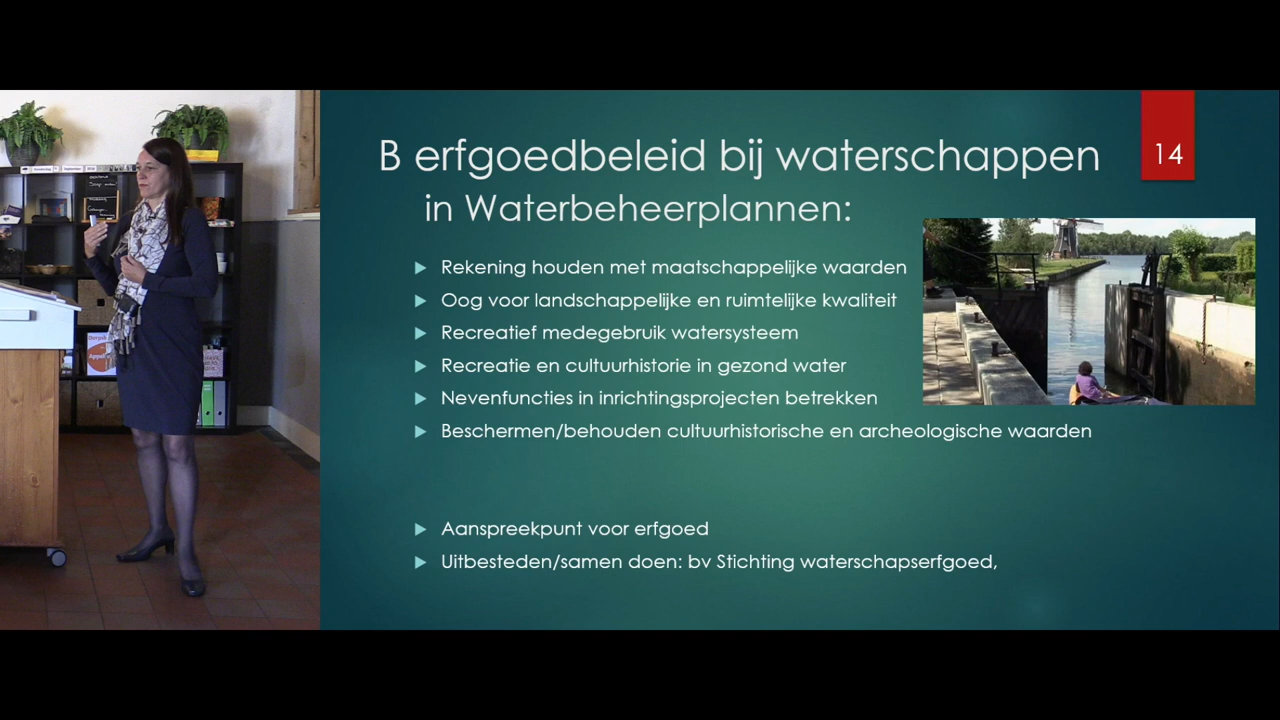 B erfgoedbeleid bij waterschappen
14
in Waterbeheerplannen:
Rekening houden met maatschappelijke waarden
Oog voor landschappelijke en ruimtelijke kwaliteit
Recreatief medegebruik watersysteem
Recreatie en cultuurhistorie in gezond water
Nevenfuncties in inrichtingsprojecten betrekken
Beschermen/behouden cultuurhistorische en archeologische waarden
Aanspreekpunt voor erfgoed
Uitbesteden/samen doen: bv Stichting waterschapserfgoed,